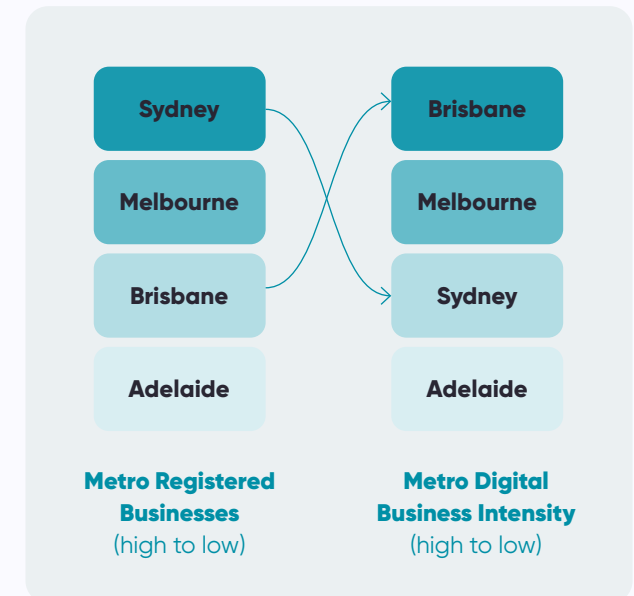 Sydney
Melbourne
Brisbane
Adelaide
Metro Registered
Businesses
(high to low)
Brisbane
Melbourne
Sydney
Adelaide
Metro Digital
Business Intensity
(high to low)